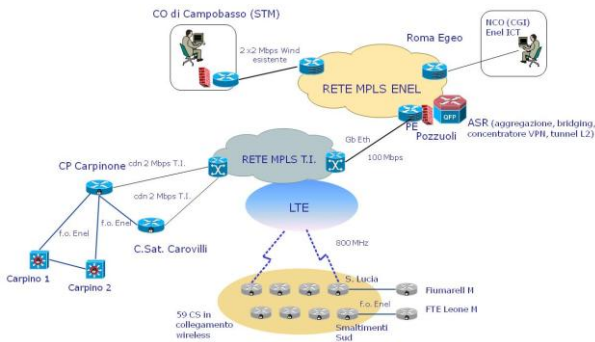 CO di Campobasso (STM)
NCO (CGI)
Enel ICT
Roma Egeo
2 x2 Mbps Wind
esistente
RETE MPLS ENEL
PE
QFP
Pozzuoli
ASR (aggregazione, bridging,
concentratore VPN, tunnel L2)
Gb Eth
100 Mbps
RETE MPLS T.I.
CP Carpinone
cdn 2 Mbps T.I.
cdn 2 Mbps T.I.
LTE
f.o. Enel
f.o. Enel
C.Sat. Carovilli
800 MHz
Carpino 1
Carpino 2
S. Lucia
Fiumarell M
f.o. Enel
FTE Leone M
59 CS in
collegamento
wireless
Smaltimenti
Sud